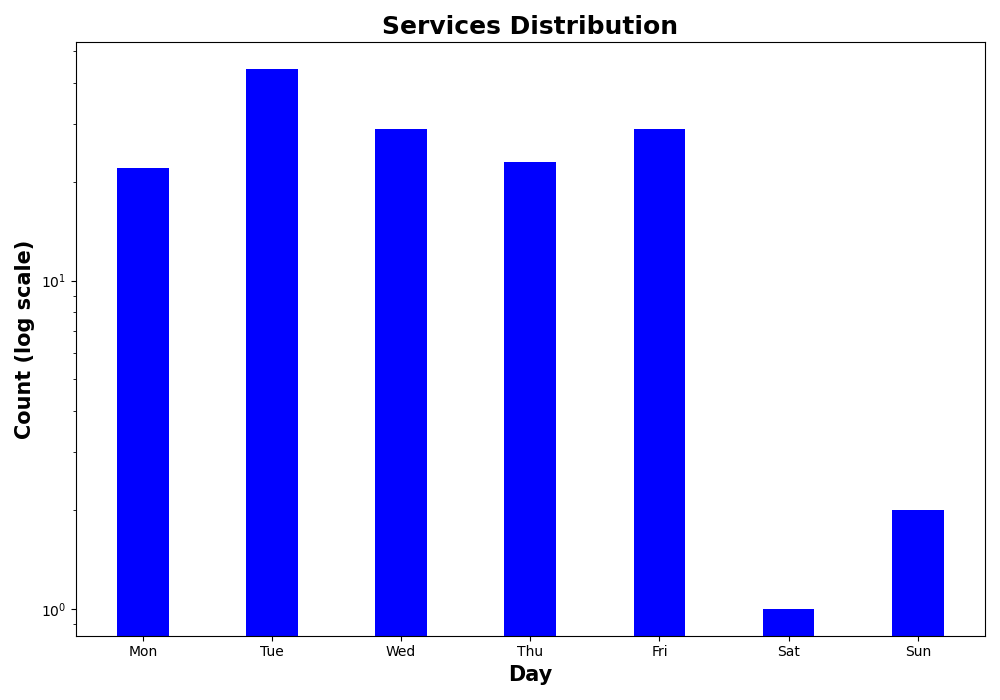 Services Distribution
Count (log scale)
10¹
10⁰
Mon Tue Wed Thu Fri Sat Sun
Day